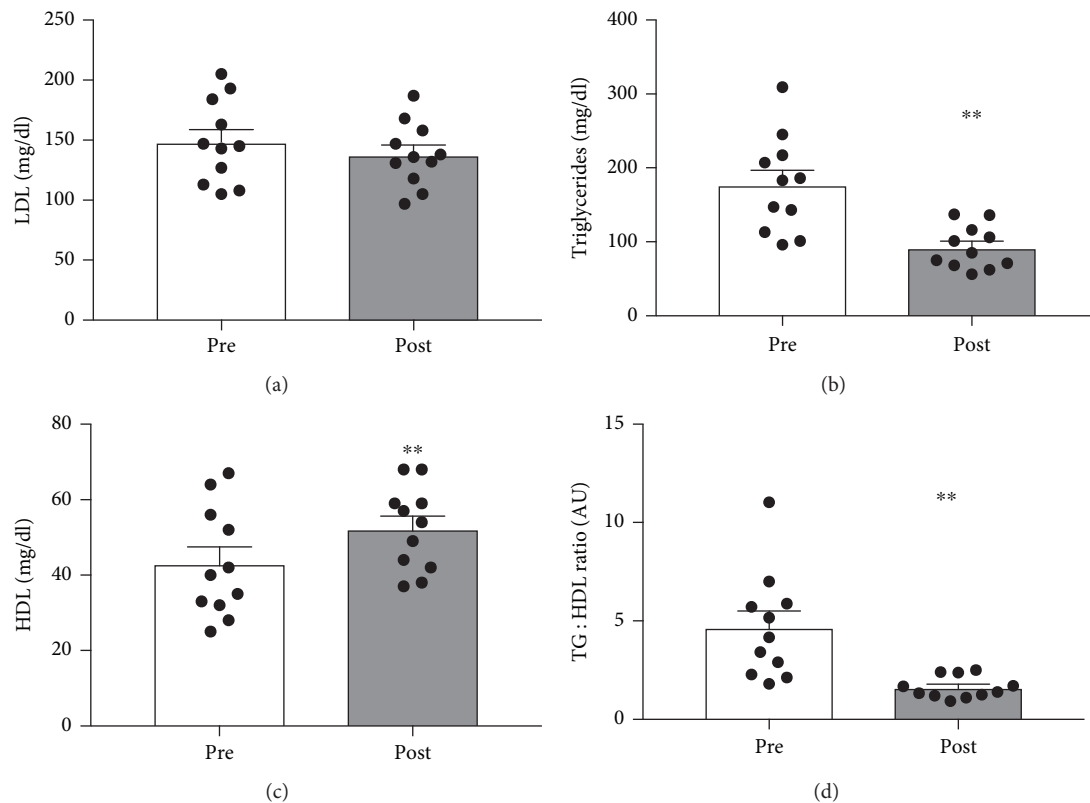 250
200
150
100
50
0
LDL (mg/dl)
Pre
Post
(a)
400
300
200
100
0
Triglycerides (mg/dl)
**
Pre
Post
(b)
80
60
40
20
0
HDL (mg/dl)
**
Pre
Post
(c)
15
10
5
0
TG : HDL ratio (AU)
**
Pre
Post
(d)